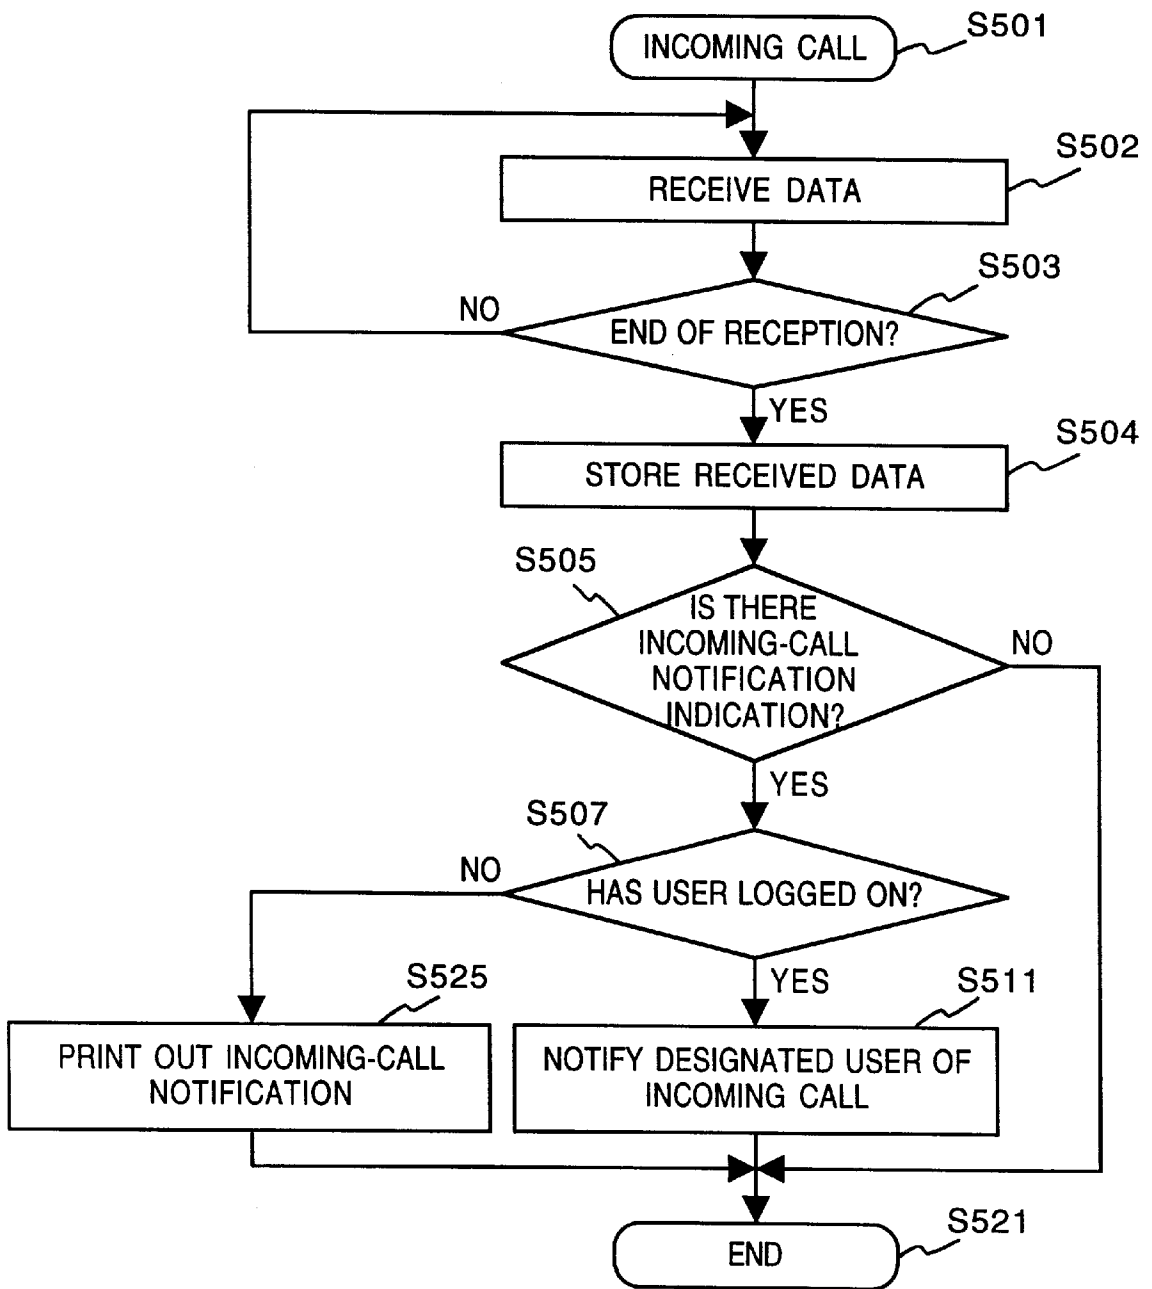 INCOMING CALL
S501
RECEIVE DATA
S502
S503
NO
END OF RECEPTION?
YES
S504
STORE RECEIVED DATA
S505
IS THERE
INCOMING-CALL
NOTIFICATION
INDICATION?
NO
YES
S507
NO
HAS USER LOGGED ON?
YES
S525
S511
PRINT OUT INCOMING-CALL
NOTIFICATION
NOTIFY DESIGNATED USER OF
INCOMING CALL
S521
END